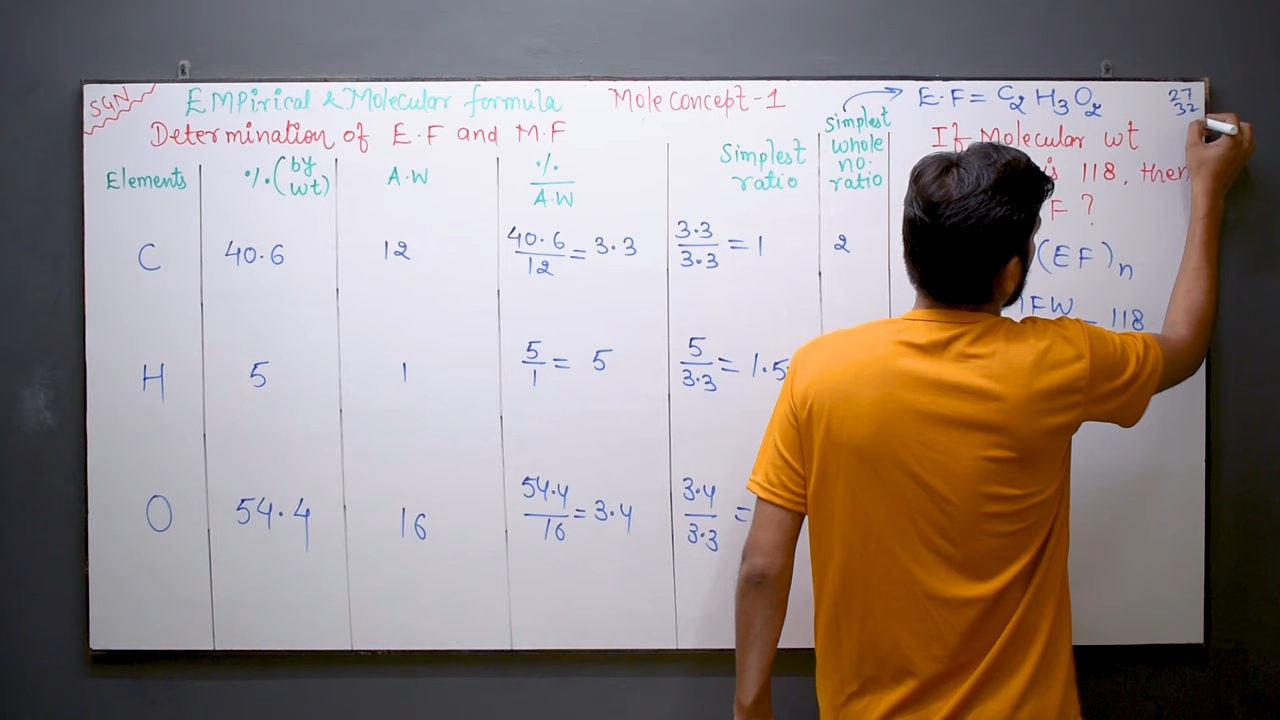 SGN
EMPirical & Molecular formula Mole concept-1
Determination of E.F and M.F
Elements %.(by wt) A.W %./A.W Simplest ratio Simplest whole no. ratio
C 40.6 12 40.6/12 = 3.3 3.3/3.3 = 1 2
H 5 1 5/1 = 5 5/3.3 = 1.5
O 54.4 16 54.4/16 = 3.4 3.4/3.3 =
E.F = C2 H3 O2
27
32
If Molecular wt
is 118, then
F ?
(EF)n
FW = 118